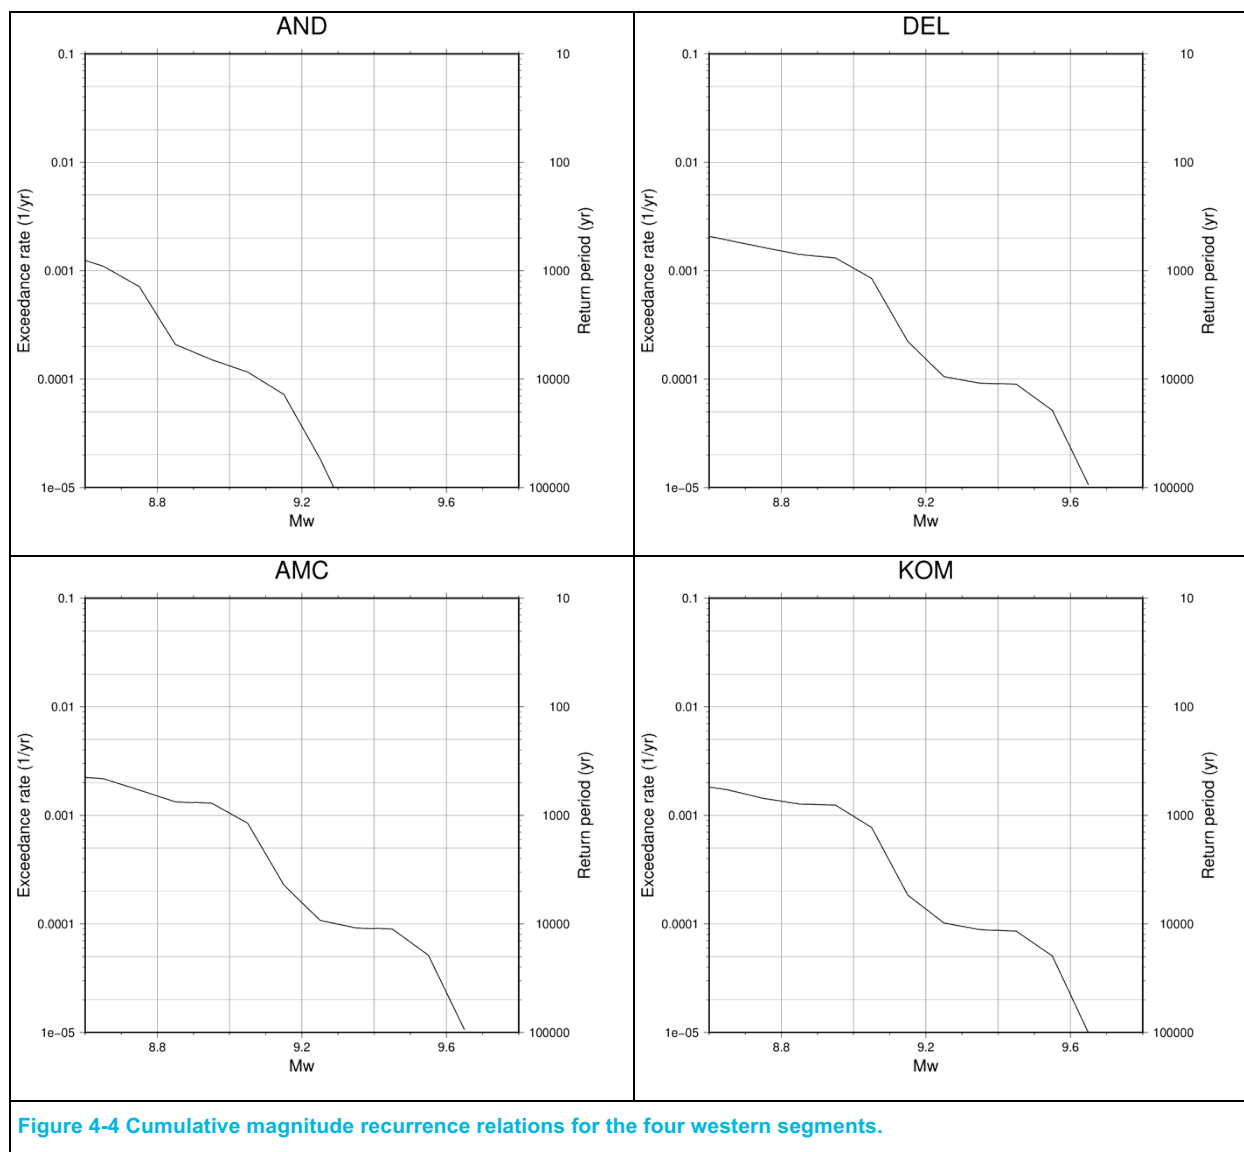 AND
0.1
0.01
0.001
0.0001
1e−05
Exceedance rate (1/yr)
10
100
1000
10000
100000
Return period (yr)
8.8 9.2 9.6
Mw
DEL
0.1
0.01
0.001
0.0001
1e−05
Exceedance rate (1/yr)
10
100
1000
10000
100000
Return period (yr)
8.8 9.2 9.6
Mw
AMC
0.1
0.01
0.001
0.0001
1e−05
Exceedance rate (1/yr)
10
100
1000
10000
100000
Return period (yr)
8.8 9.2 9.6
Mw
KOM
0.1
0.01
0.001
0.0001
1e−05
Exceedance rate (1/yr)
10
100
1000
10000
100000
Return period (yr)
8.8 9.2 9.6
Mw
Figure 4-4 Cumulative magnitude recurrence relations for the four western segments.